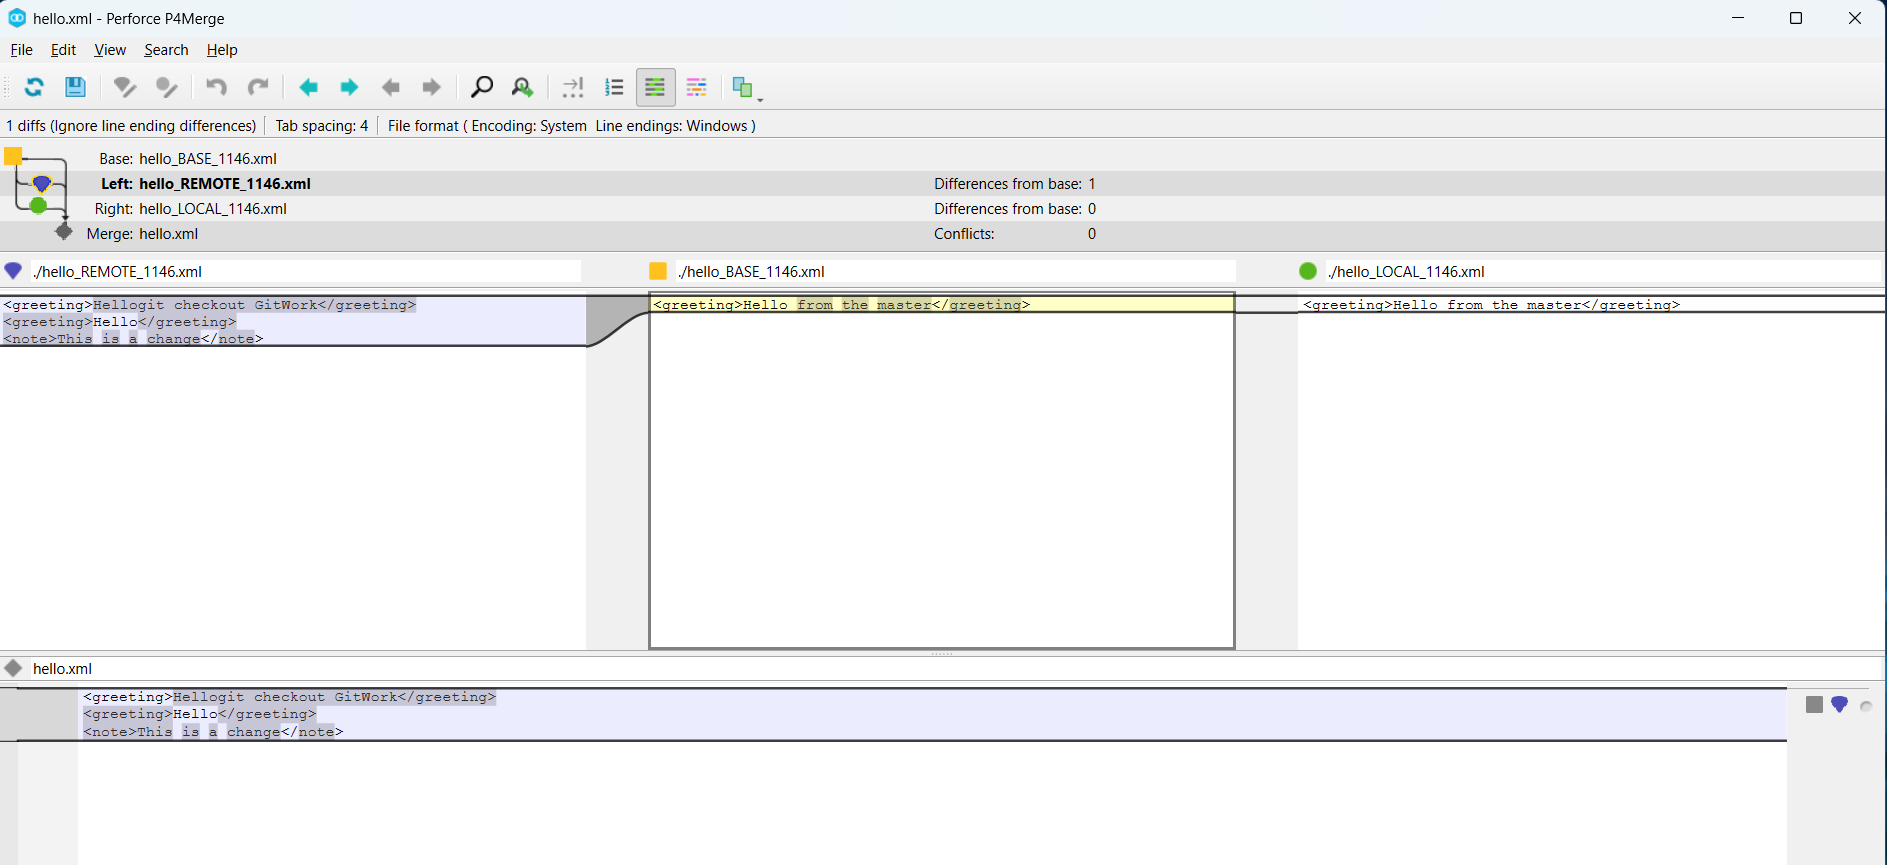 hello.xml - Perforce P4Merge
File Edit View Search Help
1 diffs (Ignore line ending differences) Tab spacing: 4 File format ( Encoding: System Line endings: Windows )
Base: hello_BASE_1146.xml
Left: hello_REMOTE_1146.xml Differences from base: 1
Right: hello_LOCAL_1146.xml Differences from base: 0
Merge: hello.xml Conflicts: 0
./hello_REMOTE_1146.xml ./hello_BASE_1146.xml ./hello_LOCAL_1146.xml
<greeting>Hellogit checkout GitWork</greeting>
<greeting>Hello</greeting>
<note>This is a change</note>
<greeting>Hello from the master</greeting>
<greeting>Hello from the master</greeting>
hello.xml
<greeting>Hellogit checkout GitWork</greeting>
<greeting>Hello</greeting>
<note>This is a change</note>